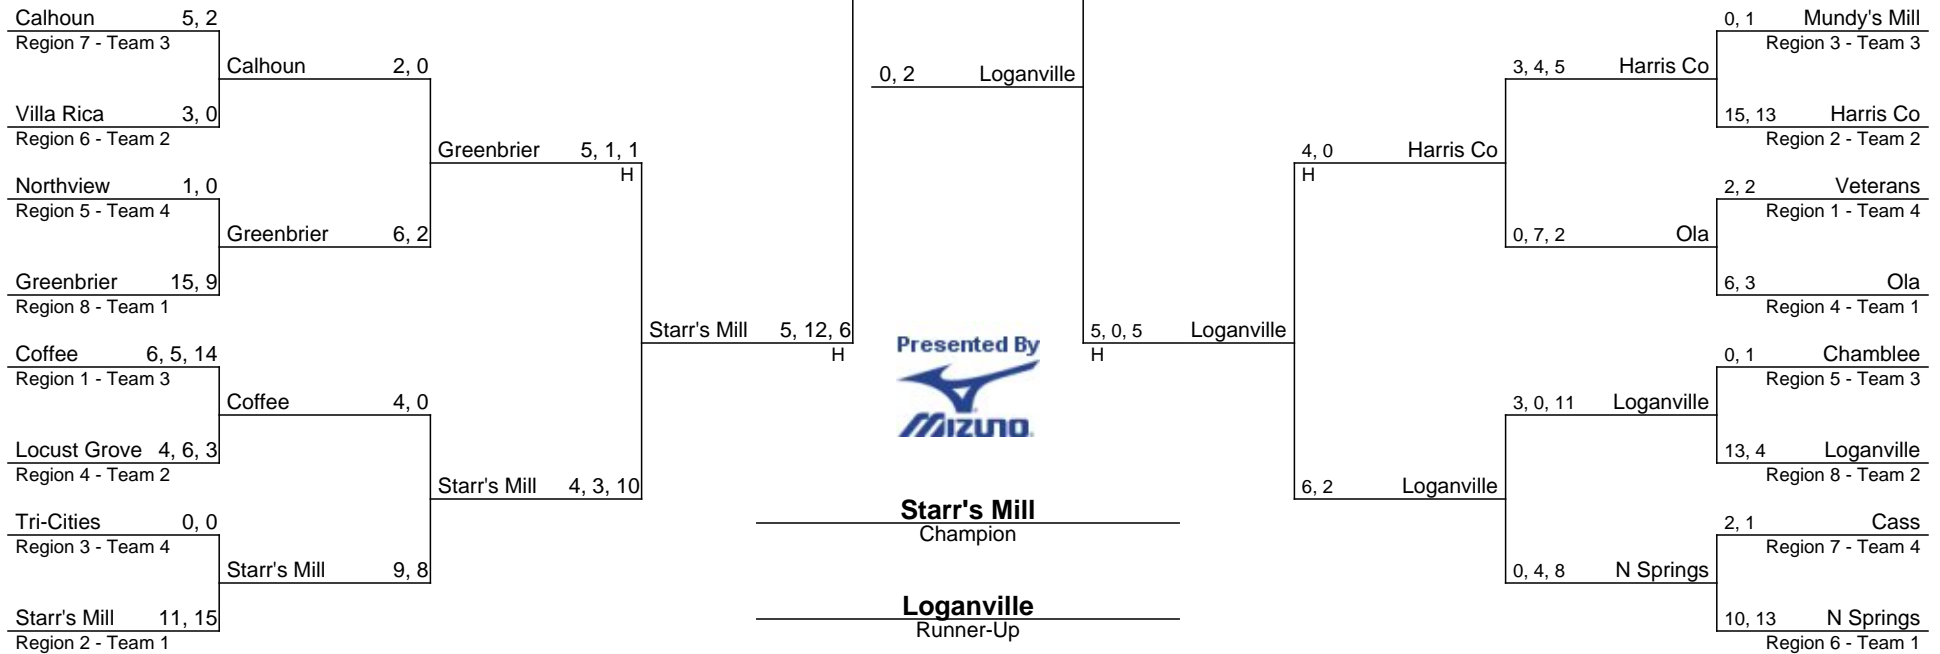 Calhoun 5, 2
Region 7 - Team 3
Calhoun 2, 0
Villa Rica 3, 0
Region 6 - Team 2
Greenbrier 5, 1, 1
H
Northview 1, 0
Region 5 - Team 4
Greenbrier 6, 2
Greenbrier 15, 9
Region 8 - Team 1
Starr's Mill 5, 12, 6
H
Coffee 6, 5, 14
Region 1 - Team 3
Coffee 4, 0
Locust Grove 4, 6, 3
Region 4 - Team 2
Starr's Mill 4, 3, 10
Tri-Cities 0, 0
Region 3 - Team 4
Starr's Mill 9, 8
Starr's Mill 11, 15
Region 2 - Team 1
0, 2 Loganville
Presented By
MIZUNO
Starr's Mill
Champion
Loganville
Runner-Up
0, 1 Mundy's Mill
Region 3 - Team 3
3, 4, 5 Harris Co
15, 13 Harris Co
Region 2 - Team 2
4, 0 Harris Co
H
2, 2 Veterans
Region 1 - Team 4
0, 7, 2 Ola
6, 3 Ola
Region 4 - Team 1
5, 0, 5 Loganville
H
0, 1 Chamblee
Region 5 - Team 3
3, 0, 11 Loganville
13, 4 Loganville
Region 8 - Team 2
6, 2 Loganville
2, 1 Cass
Region 7 - Team 4
0, 4, 8 N Springs
10, 13 N Springs
Region 6 - Team 1